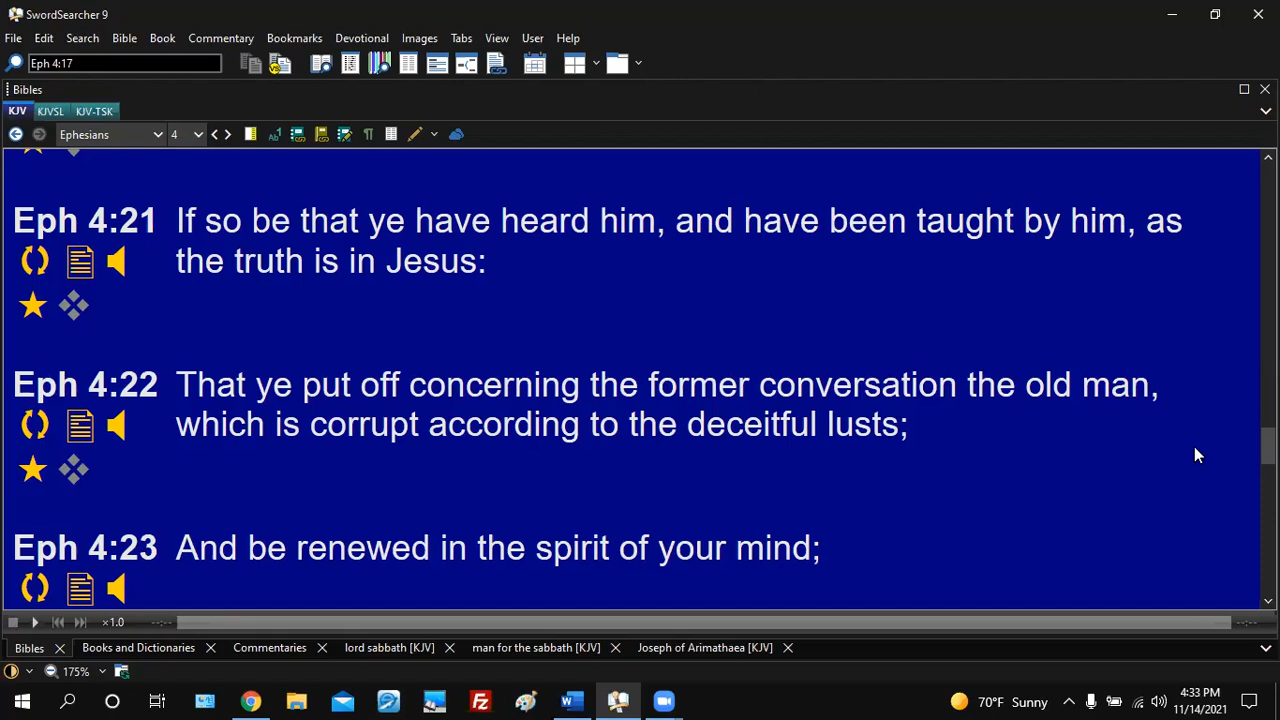 SwordSearcher 9
File Edit Search Bible Book Commentary Bookmarks Devotional Images Tabs View User Help
Eph 4:17
Bibles
KJV KJVSL KJV-TSK
Ephesians 4
Eph 4:21 If so be that ye have heard him, and have been taught by him, as
the truth is in Jesus:
Eph 4:22 That ye put off concerning the former conversation the old man,
which is corrupt according to the deceitful lusts;
Eph 4:23 And be renewed in the spirit of your mind;
×1.0 --:-- --:--
Bibles Books and Dictionaries Commentaries lord sabbath [KJV] man for the sabbath [KJV] Joseph of Arimathaea [KJV]
175%
70°F Sunny 4:33 PM
11/14/2021